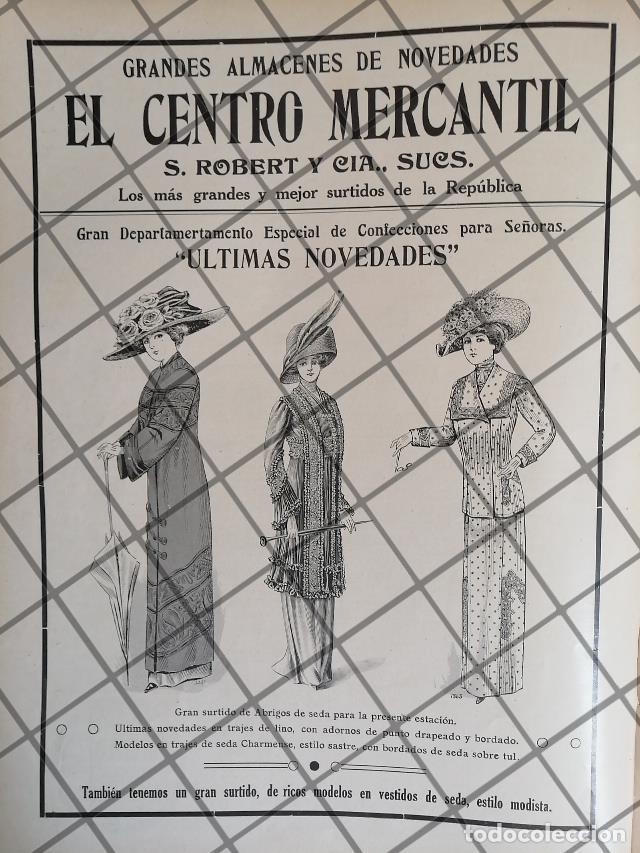 GRANDES ALMACENES DE NOVEDADES
EL CENTRO MERCANTIL
S. ROBERT Y CIA., SUCS.
Los más grandes y mejor surtidos de la República
Gran Departamertamento Especial de Confecciones para Señoras.
"ULTIMAS NOVEDADES"
Gran surtido de Abrigos de seda para la presente estación.
Ultimas novedades en trajes de lino, con adornos de punto drapeado y bordado.
Modelos en trajes de seda Charmeuse, estilo sastre, con bordados de seda sobre tul.
También tenemos un gran surtido, de ricos modelos en vestidos de seda, estilo modista.
todocoleccion